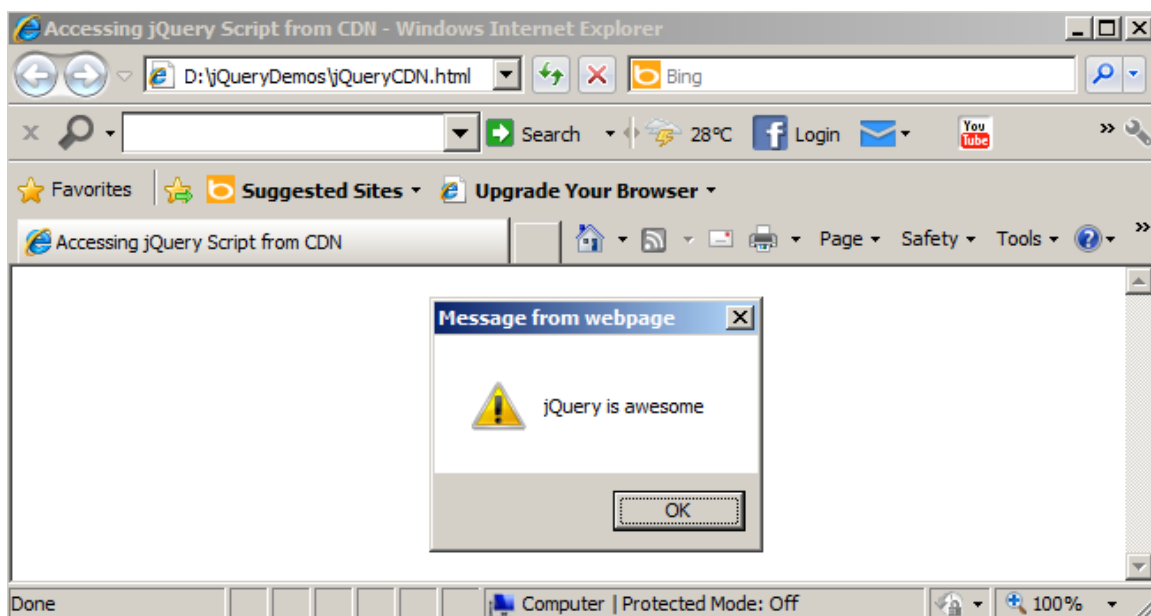 Accessing jQuery Script from CDN - Windows Internet Explorer
D:\jQueryDemos\jQueryCDN.html
Bing
Search
28°C
Login
You Tube
»
Favorites
Suggested Sites
Upgrade Your Browser
Accessing jQuery Script from CDN
Page
Safety
Tools
»
Message from webpage
jQuery is awesome
OK
Done
Computer | Protected Mode: Off
100%